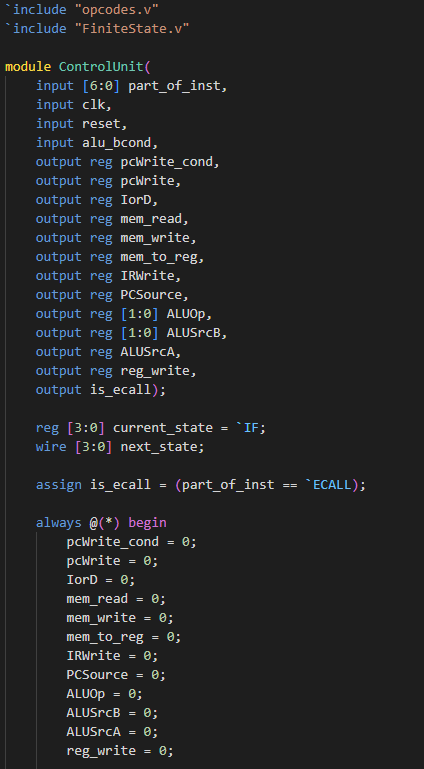 `include "opcodes.v"
`include "FiniteState.v"

module ControlUnit(
    input [6:0] part_of_inst,
    input clk,
    input reset,
    input alu_bcond,
    output reg pcWrite_cond,
    output reg pcWrite,
    output reg IorD,
    output reg mem_read,
    output reg mem_write,
    output reg mem_to_reg,
    output reg IRWrite,
    output reg PCSource,
    output reg [1:0] ALUOp,
    output reg [1:0] ALUSrcB,
    output reg ALUSrcA,
    output reg reg_write,
    output is_ecall);

    reg [3:0] current_state = `IF;
    wire [3:0] next_state;

    assign is_ecall = (part_of_inst == `ECALL);

    always @(*) begin
        pcWrite_cond = 0;
        pcWrite = 0;
        IorD = 0;
        mem_read = 0;
        mem_write = 0;
        mem_to_reg = 0;
        IRWrite = 0;
        PCSource = 0;
        ALUOp = 0;
        ALUSrcB = 0;
        ALUSrcA = 0;
        reg_write = 0;